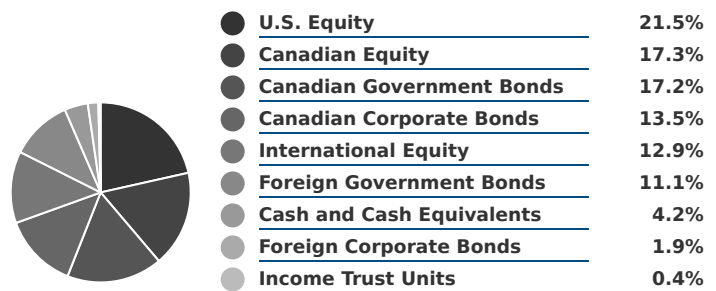 U.S. Equity 21.5%
Canadian Equity 17.3%
Canadian Government Bonds 17.2%
Canadian Corporate Bonds 13.5%
International Equity 12.9%
Foreign Government Bonds 11.1%
Cash and Cash Equivalents 4.2%
Foreign Corporate Bonds 1.9%
Income Trust Units 0.4%